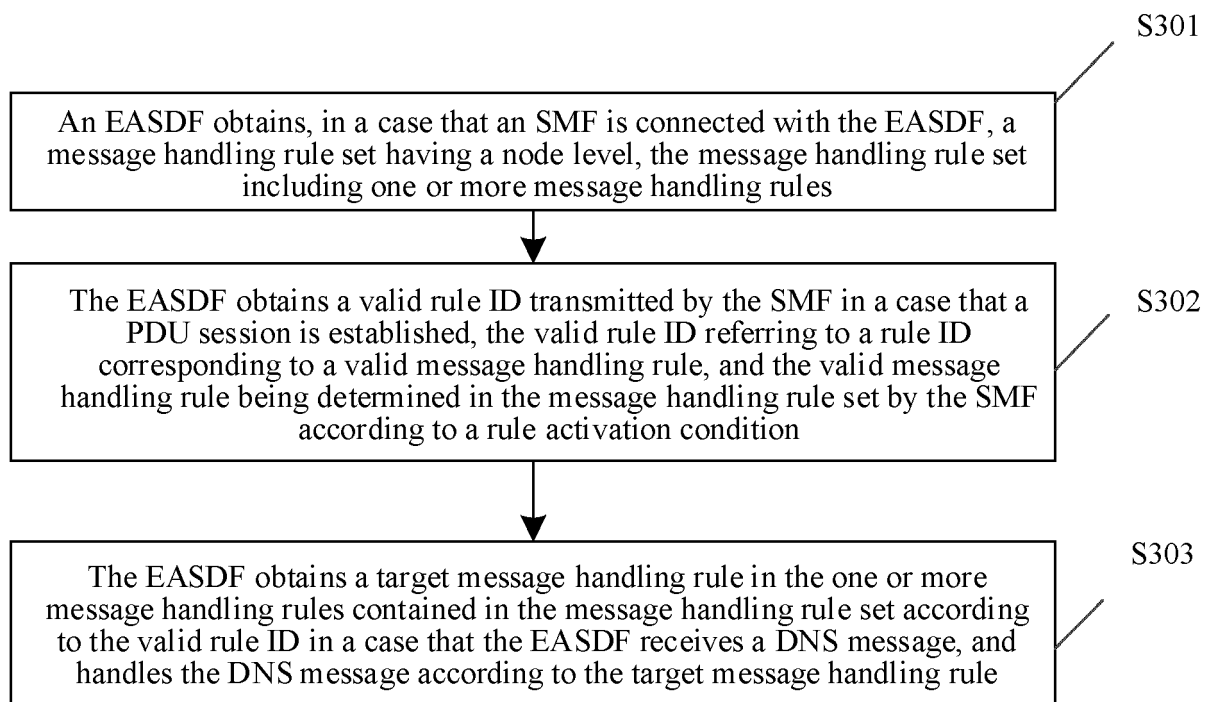 S301
An EASDF obtains, in a case that an SMF is connected with the EASDF, a
message handling rule set having a node level, the message handling rule set
including one or more message handling rules
S302
The EASDF obtains a valid rule ID transmitted by the SMF in a case that a
PDU session is established, the valid rule ID referring to a rule ID
corresponding to a valid message handling rule, and the valid message
handling rule being determined in the message handling rule set by the SMF
according to a rule activation condition
S303
The EASDF obtains a target message handling rule in the one or more
message handling rules contained in the message handling rule set according
to the valid rule ID in a case that the EASDF receives a DNS message, and
handles the DNS message according to the target message handling rule